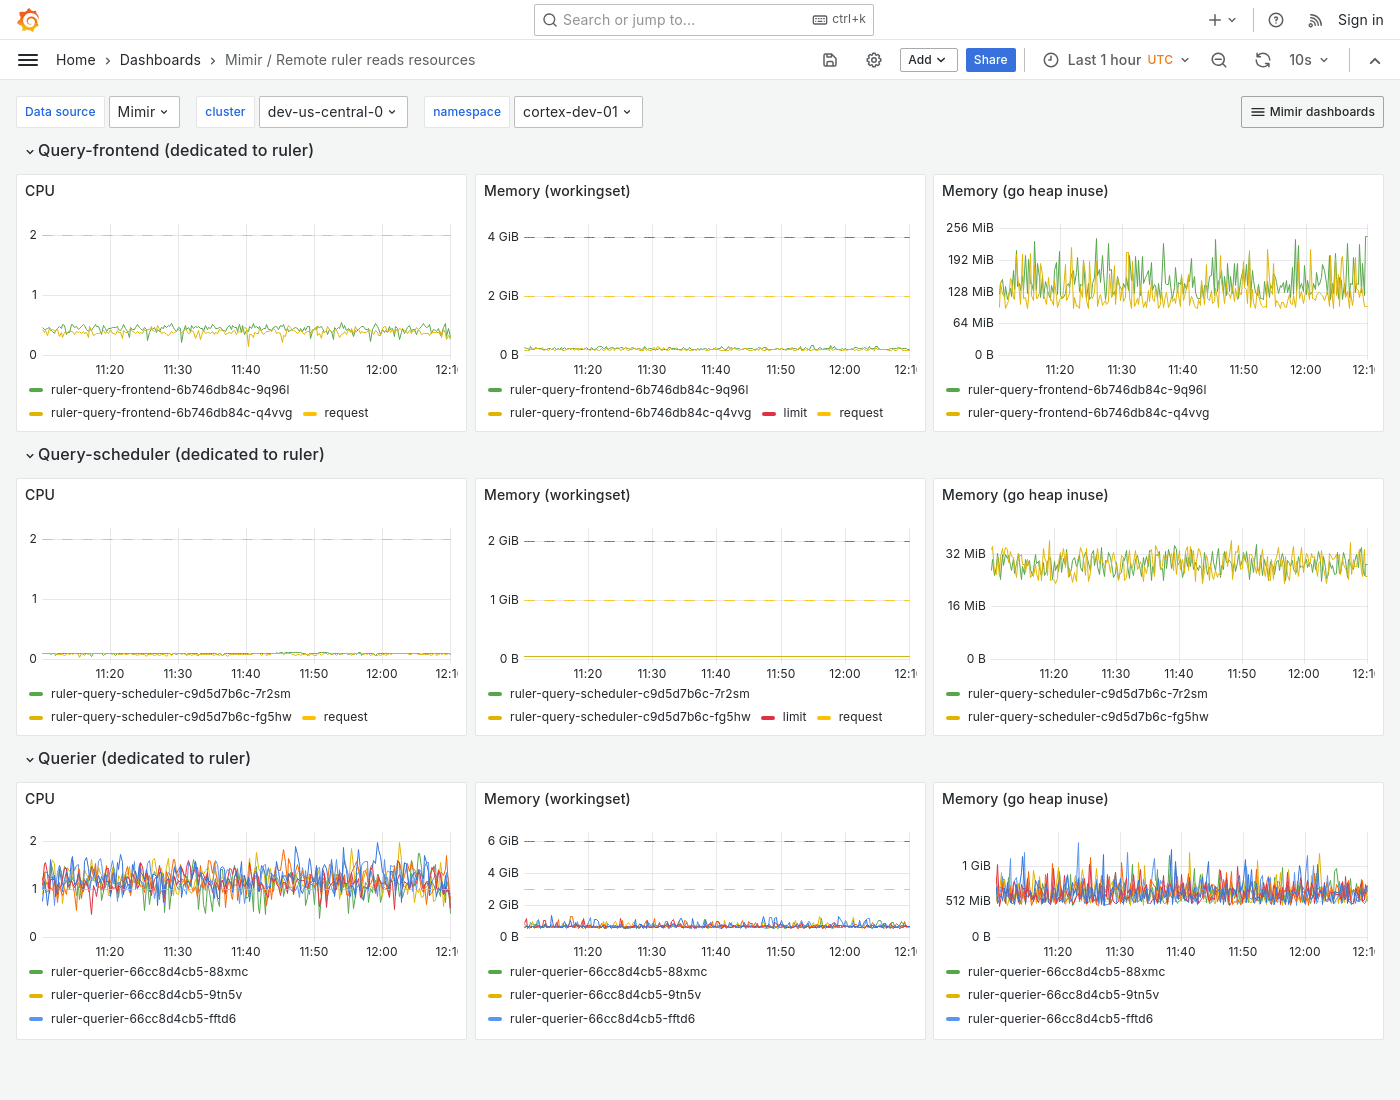 Search or jump to... ctrl+k Sign in
Home Dashboards Mimir / Remote ruler reads resources Add Share Last 1 hour UTC 10s
Data source Mimir cluster dev-us-central-0 namespace cortex-dev-01 Mimir dashboards
Query-frontend (dedicated to ruler)
CPU
2
1
0
11:20 11:30 11:40 11:50 12:00 12:1
ruler-query-frontend-6b746db84c-9q96l
ruler-query-frontend-6b746db84c-q4vvg request
Memory (workingset)
4 GiB
2 GiB
0 B
11:20 11:30 11:40 11:50 12:00 12:1
ruler-query-frontend-6b746db84c-9q96l
ruler-query-frontend-6b746db84c-q4vvg limit request
Memory (go heap inuse)
256 MiB
192 MiB
128 MiB
64 MiB
0 B
11:20 11:30 11:40 11:50 12:00 12:1
ruler-query-frontend-6b746db84c-9q96l
ruler-query-frontend-6b746db84c-q4vvg
Query-scheduler (dedicated to ruler)
CPU
2
1
0
11:20 11:30 11:40 11:50 12:00 12:1
ruler-query-scheduler-c9d5d7b6c-7r2sm
ruler-query-scheduler-c9d5d7b6c-fg5hw request
Memory (workingset)
2 GiB
1 GiB
0 B
11:20 11:30 11:40 11:50 12:00 12:1
ruler-query-scheduler-c9d5d7b6c-7r2sm
ruler-query-scheduler-c9d5d7b6c-fg5hw limit request
Memory (go heap inuse)
32 MiB
16 MiB
0 B
11:20 11:30 11:40 11:50 12:00 12:1
ruler-query-scheduler-c9d5d7b6c-7r2sm
ruler-query-scheduler-c9d5d7b6c-fg5hw
Querier (dedicated to ruler)
CPU
2
1
0
11:20 11:30 11:40 11:50 12:00 12:1
ruler-querier-66cc8d4cb5-88xmc
ruler-querier-66cc8d4cb5-9tn5v
ruler-querier-66cc8d4cb5-fftd6
Memory (workingset)
6 GiB
4 GiB
2 GiB
0 B
11:20 11:30 11:40 11:50 12:00 12:1
ruler-querier-66cc8d4cb5-88xmc
ruler-querier-66cc8d4cb5-9tn5v
ruler-querier-66cc8d4cb5-fftd6
Memory (go heap inuse)
1 GiB
512 MiB
0 B
11:20 11:30 11:40 11:50 12:00 12:1
ruler-querier-66cc8d4cb5-88xmc
ruler-querier-66cc8d4cb5-9tn5v
ruler-querier-66cc8d4cb5-fftd6